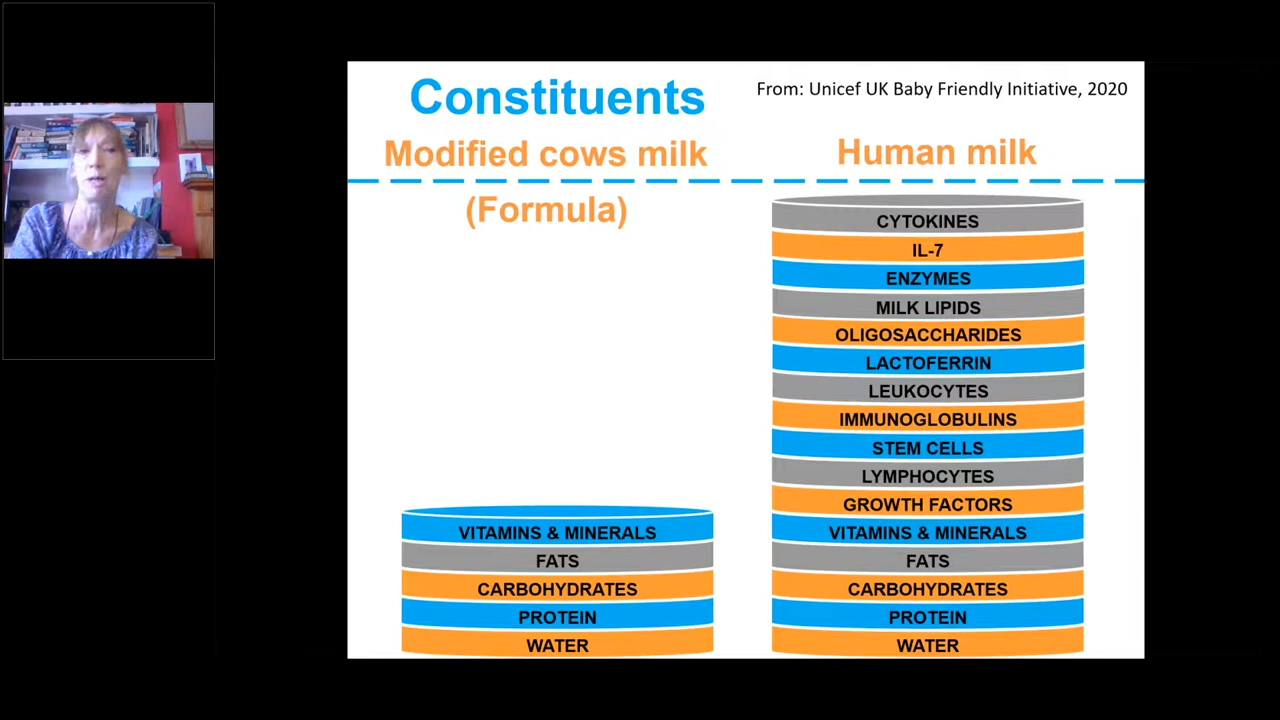 Constituents
From: Unicef UK Baby Friendly Initiative, 2020
Modified cows milk
(Formula)
Human milk
VITAMINS & MINERALS
FATS
CARBOHYDRATES
PROTEIN
WATER
CYTOKINES
IL-7
ENZYMES
MILK LIPIDS
OLIGOSACCHARIDES
LACTOFERRIN
LEUKOCYTES
IMMUNOGLOBULINS
STEM CELLS
LYMPHOCYTES
GROWTH FACTORS
VITAMINS & MINERALS
FATS
CARBOHYDRATES
PROTEIN
WATER